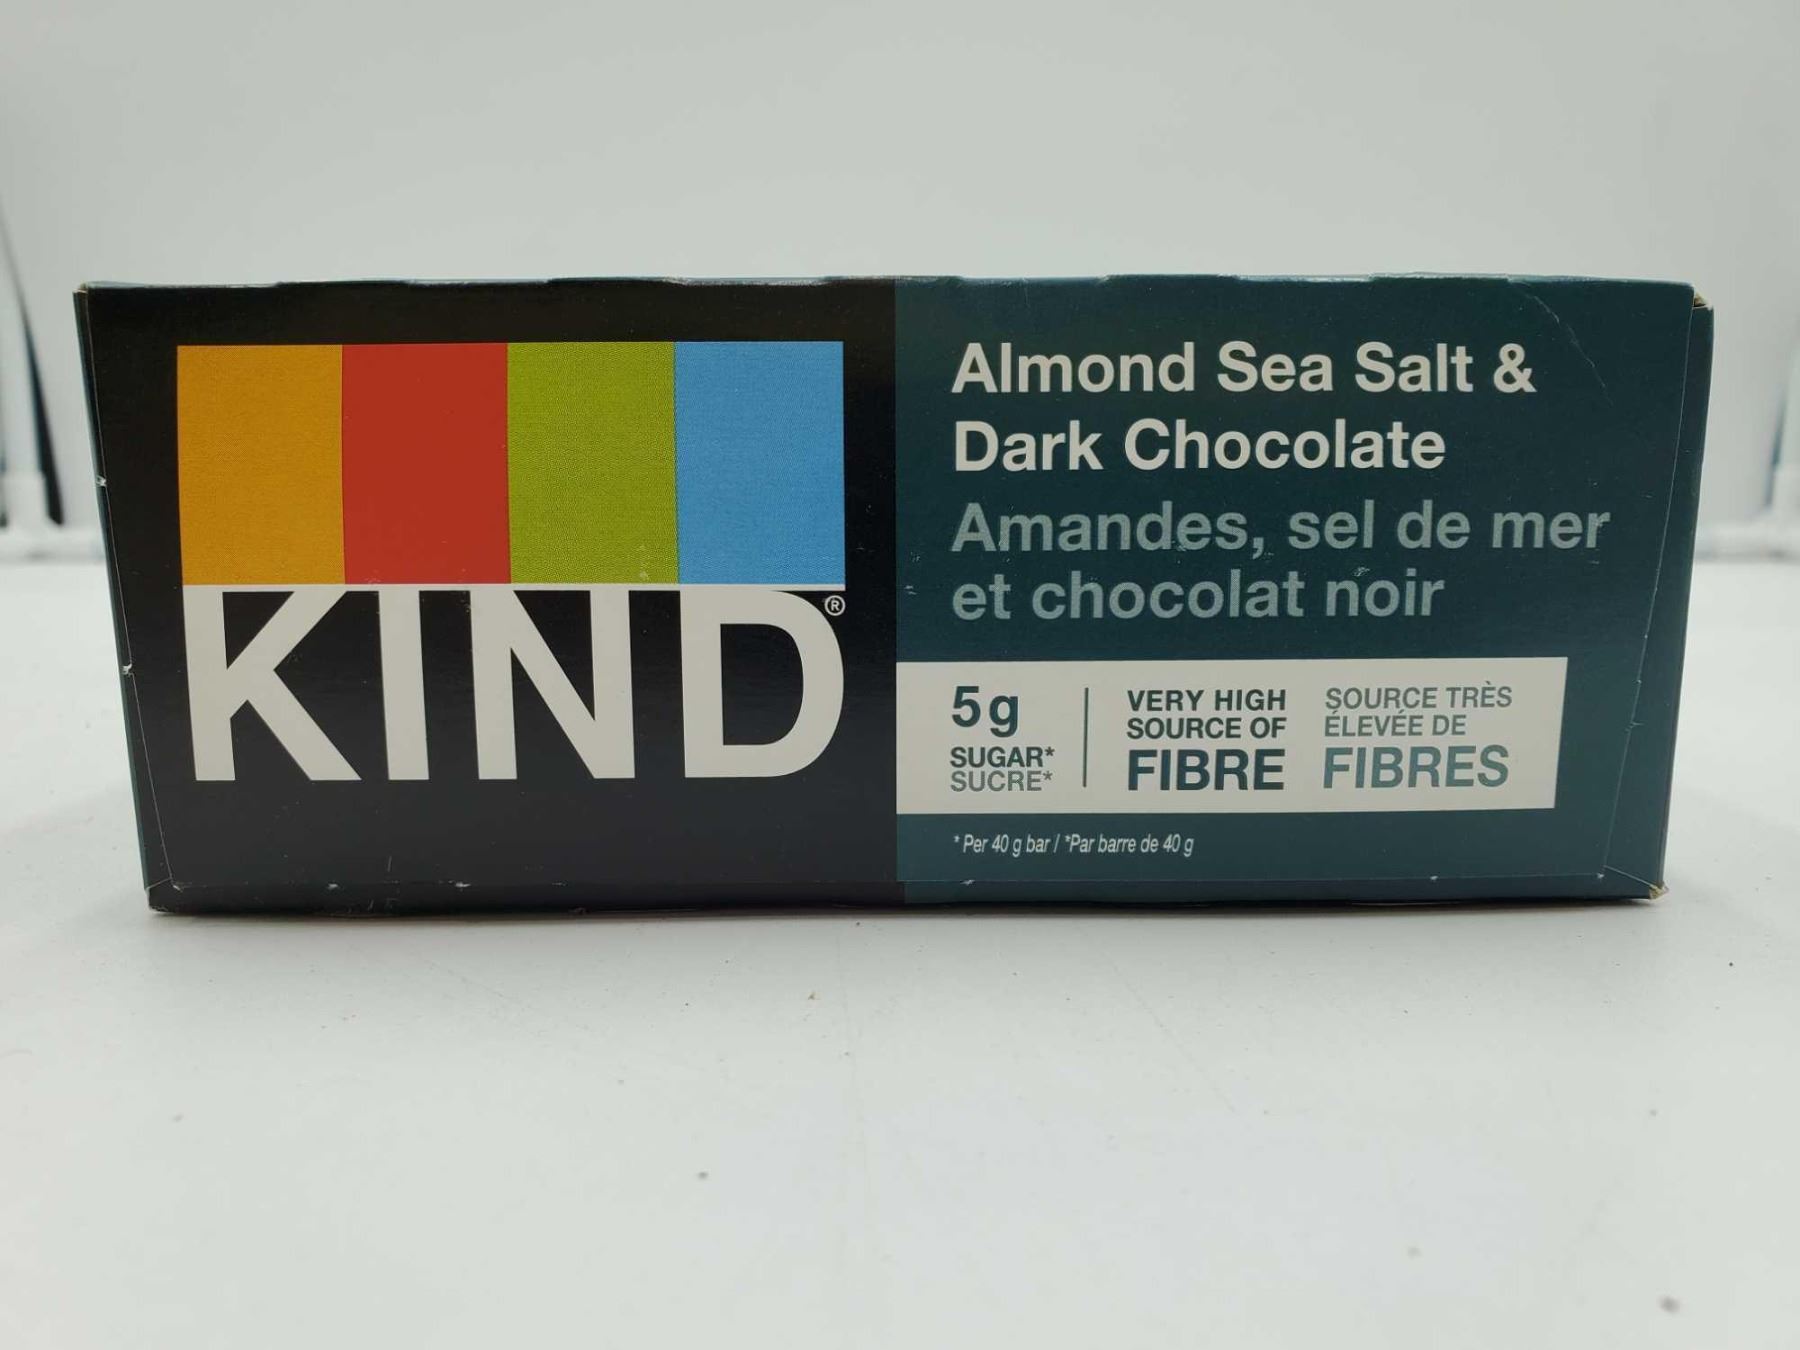 KIND®
Almond Sea Salt &
Dark Chocolate
Amandes, sel de mer
et chocolat noir
5g
SUGAR*
SUCRE*
VERY HIGH
SOURCE OF
FIBRE
SOURCE TRÈS
ÉLEVÉE DE
FIBRES
* Per 40 g bar / *Par barre de 40 g